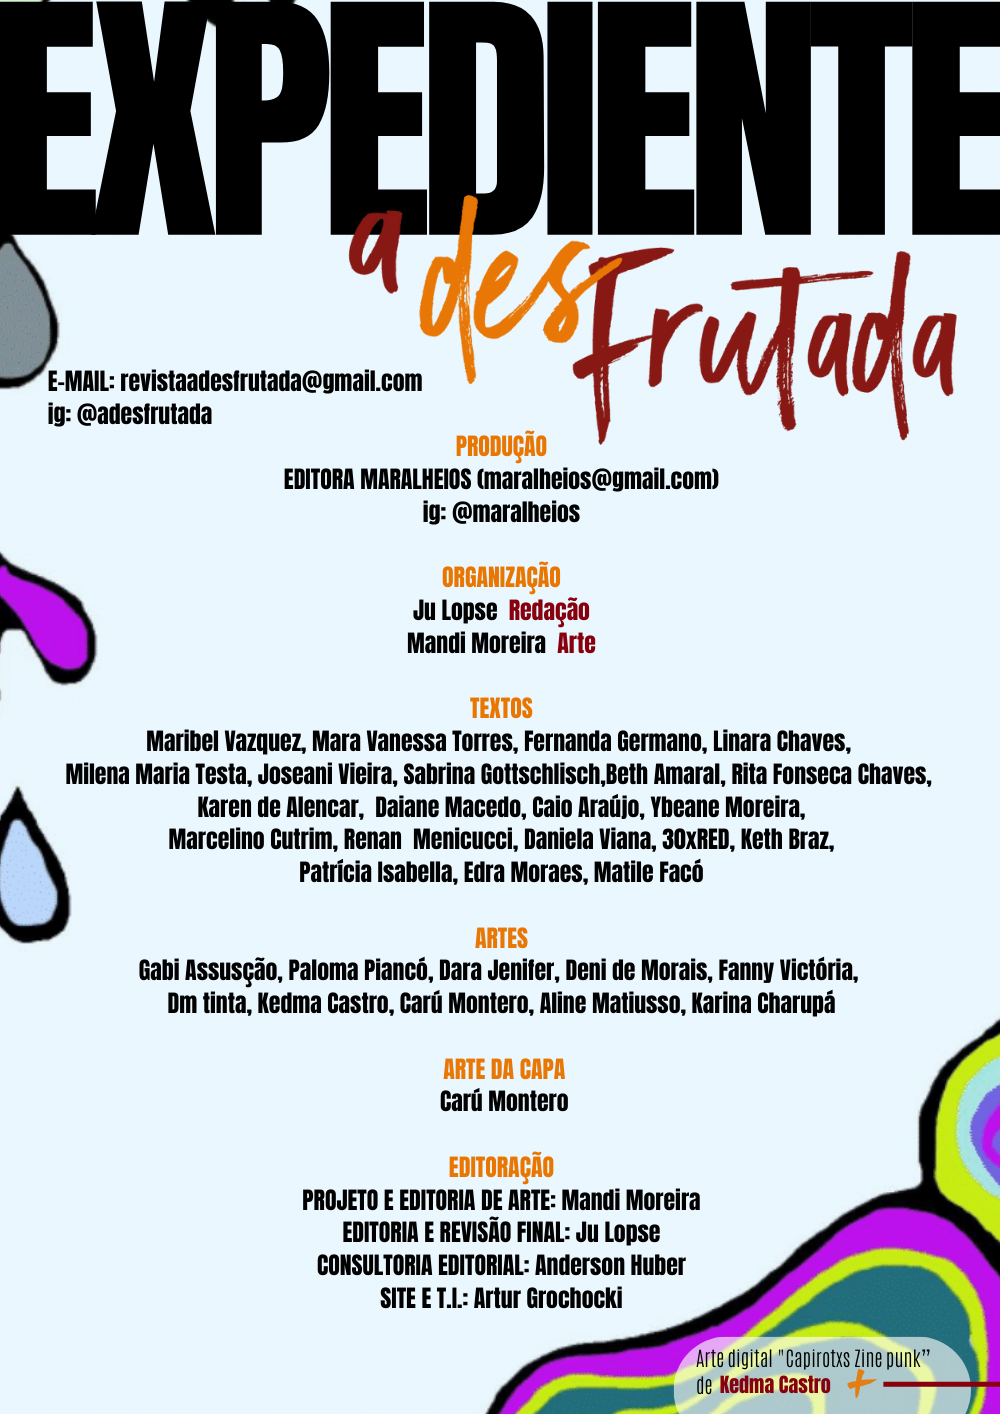 EXPEDIENTE
a desFrutada
E-MAIL: revistaadesfrutada@gmail.com
ig: @adesfrutada
PRODUÇÃO
EDITORA MARALHEIOS (maralheios@gmail.com)
ig: @maralheios
ORGANIZAÇÃO
Ju Lopse Redação
Mandi Moreira Arte
TEXTOS
Maribel Vazquez, Mara Vanessa Torres, Fernanda Germano, Linara Chaves,
Milena Maria Testa, Joseani Vieira, Sabrina Gottschlisch,Beth Amaral, Rita Fonseca Chaves,
Karen de Alencar, Daiane Macedo, Caio Araújo, Ybeane Moreira,
Marcelino Cutrim, Renan Menicucci, Daniela Viana, 30xRED, Keth Braz,
Patrícia Isabella, Edra Moraes, Matile Facó
ARTES
Gabi Assusção, Paloma Piancó, Dara Jenifer, Deni de Morais, Fanny Victória,
Dm tinta, Kedma Castro, Carú Montero, Aline Matiusso, Karina Charupá
ARTE DA CAPA
Carú Montero
EDITORAÇÃO
PROJETO E EDITORIA DE ARTE: Mandi Moreira
EDITORIA E REVISÃO FINAL: Ju Lopse
CONSULTORIA EDITORIAL: Anderson Huber
SITE E T.I.: Artur Grochocki
Arte digital "Capirotxs Zine punk”
de Kedma Castro +